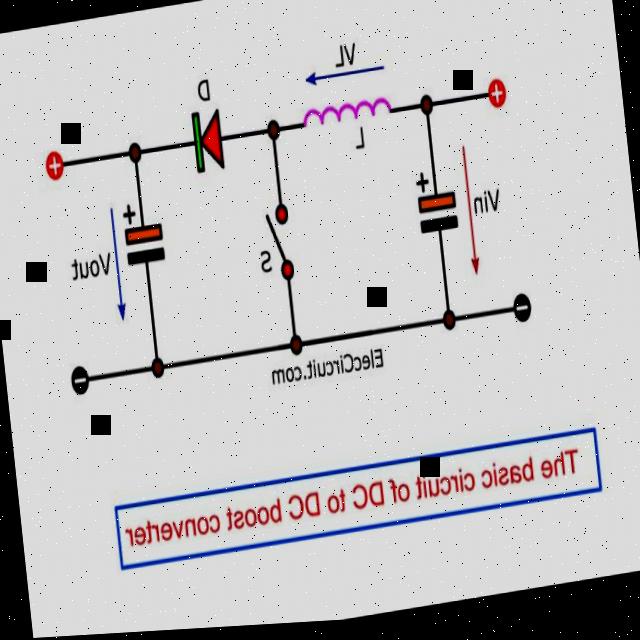 VL
D
L
+
+
+
+
Vin
Vout
S
ElecCircuit.com
The basic circuit of DC to DC boost converter